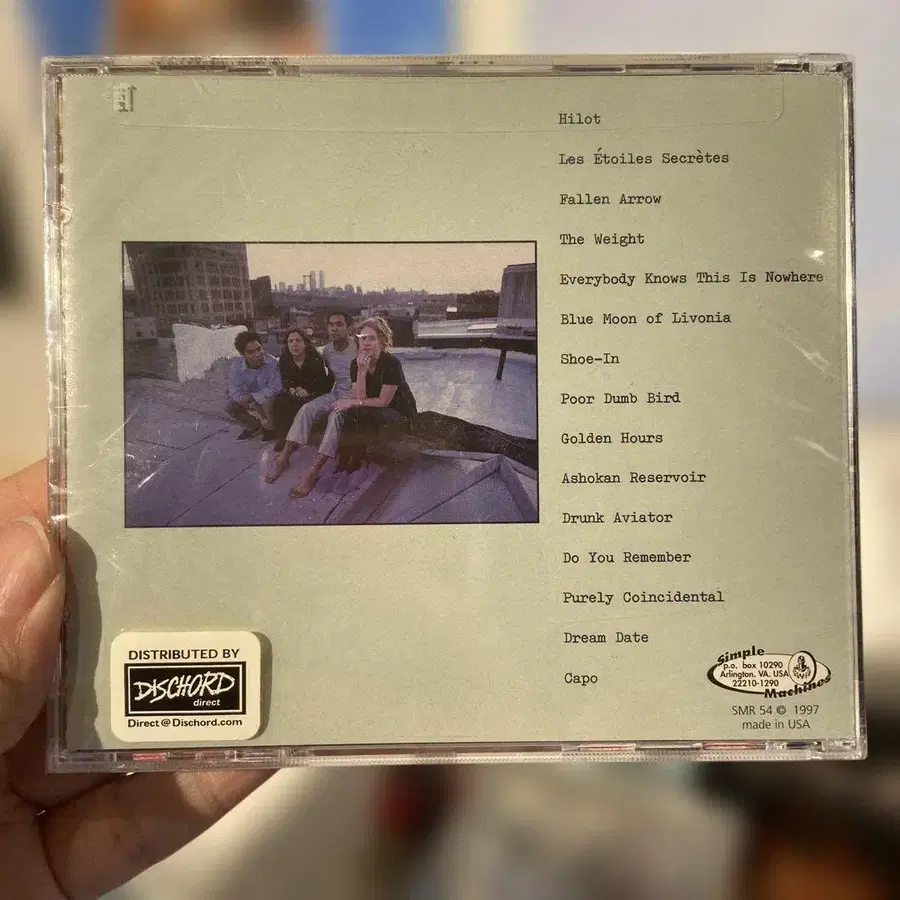 Hilot
Les Étoiles Secrètes
Fallen Arrow
The Weight
Everybody Knows This Is Nowhere
Blue Moon of Livonia
Shoe-In
Poor Dumb Bird
Golden Hours
Ashokan Reservoir
Drunk Aviator
Do You Remember
Purely Coincidental
Dream Date
Capo
DISTRIBUTED BY
DISCHORD
direct
Direct@Dischord.com
Simple
p.o. box 10290
Arlington. VA. USA
22210-1290
Machines
SMR 54 © 1997
made in USA